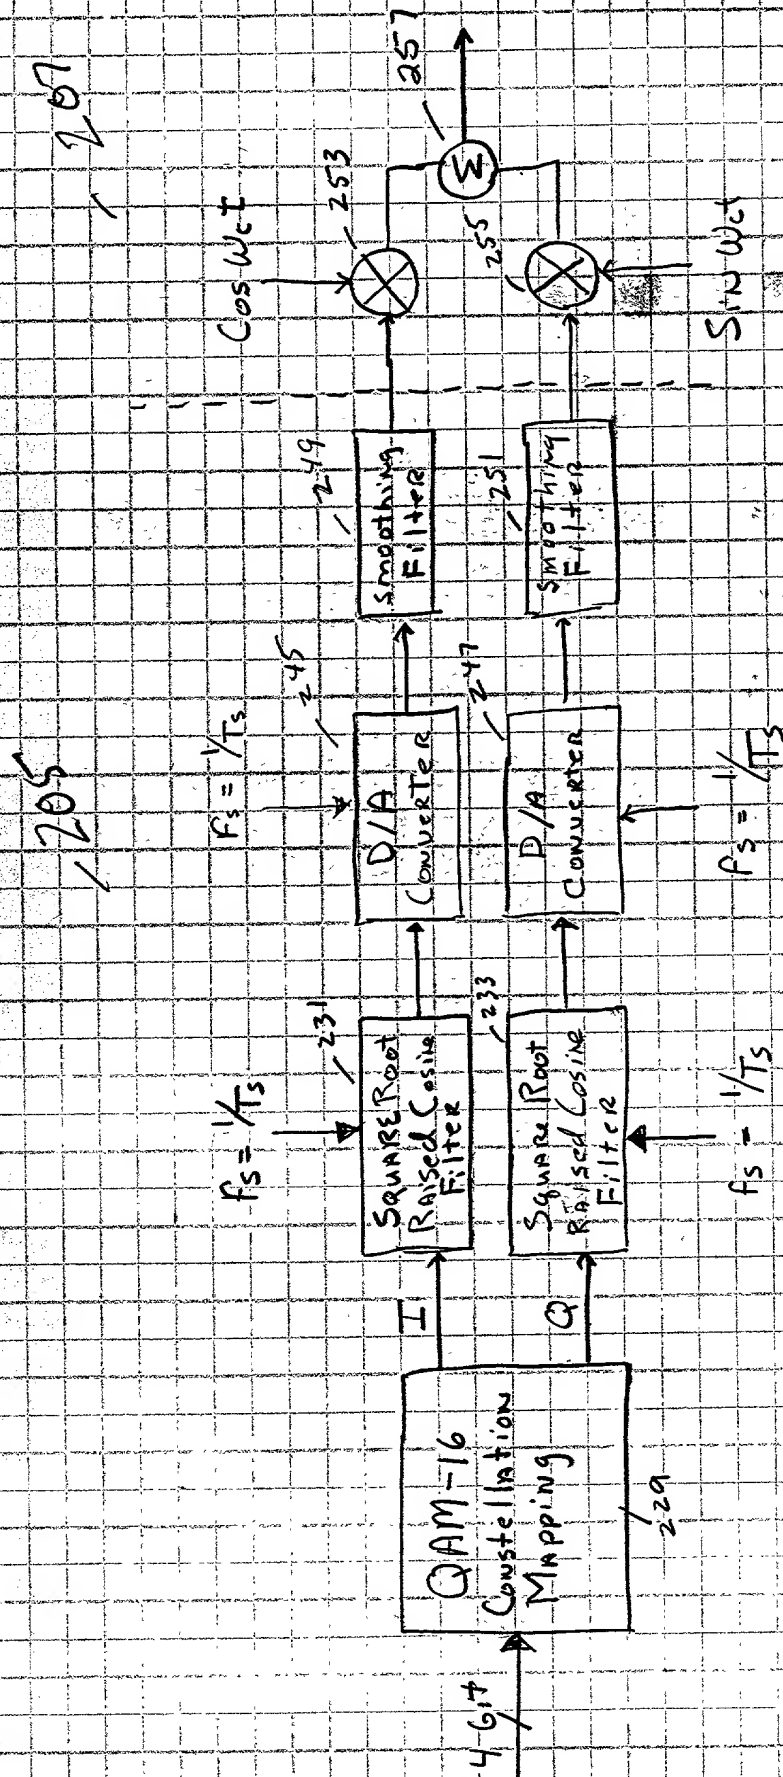 205
207
4-bit
QAM-16
Constellation
Mapping
229
I
Q
fs = 1/Ts
231
Square Root
Raised Cosine
Filter
233
Square Root
Raised Cosine
Filter
fs = 1/Ts
fs = 1/Ts
245
D/A
Converter
247
D/A
Converter
fs = 1/Ts
249
Smoothing
Filter
251
Smoothing
Filter
Cos Wct
253
255
Sin Wct
Σ
257